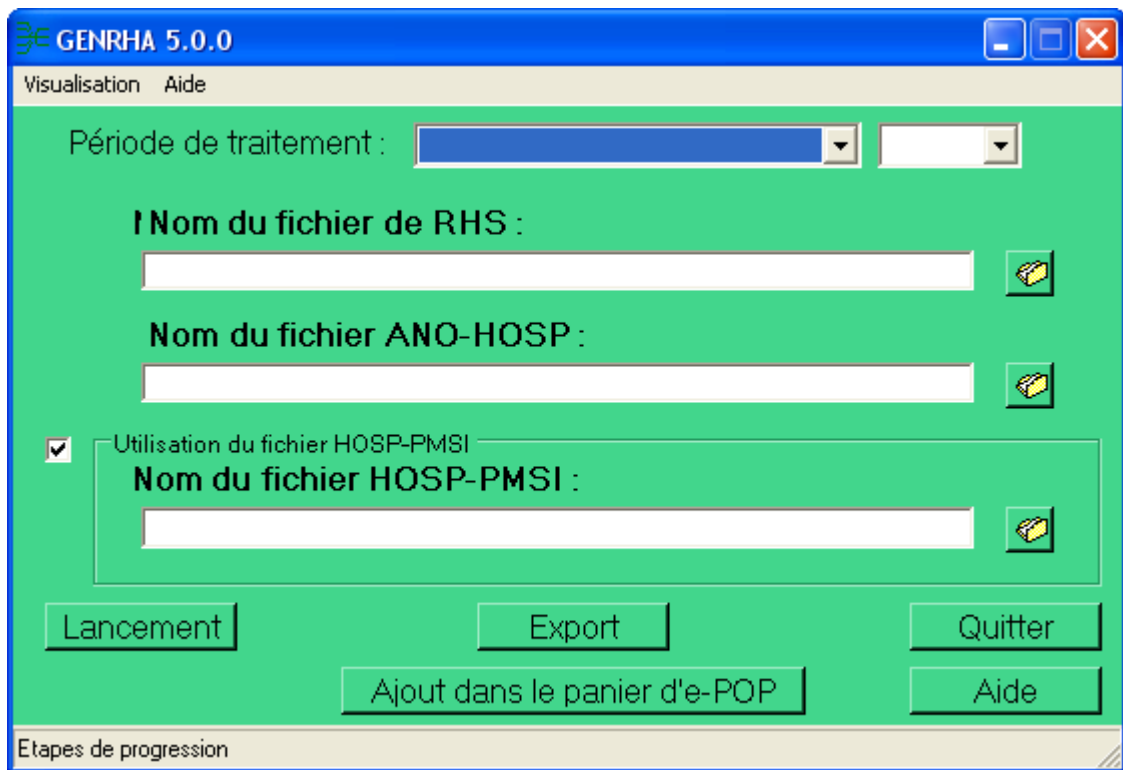 GENRHA 5.0.0
Visualisation Aide
Période de traitement :
Nom du fichier de RHS :
Nom du fichier ANO-HOSP :
Utilisation du fichier HOSP-PMSI
Nom du fichier HOSP-PMSI :
Lancement Export Quitter
Ajout dans le panier d'e-POP Aide
Etapes de progression